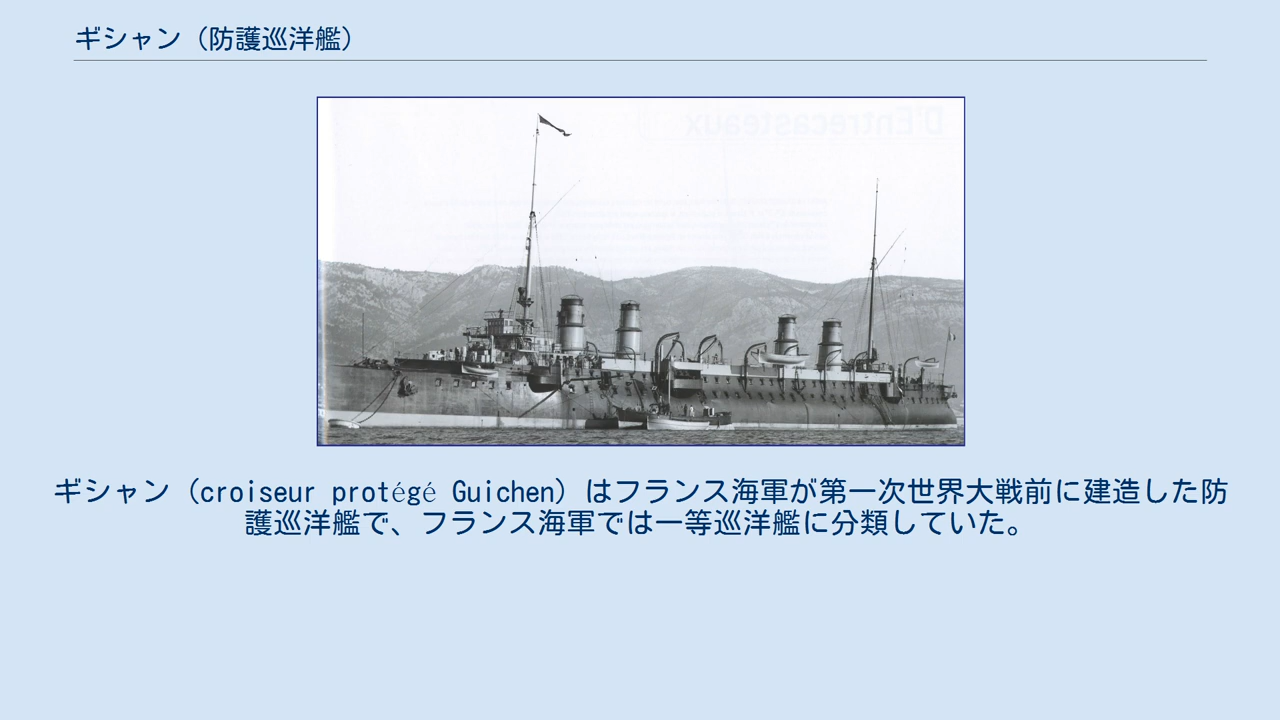 ギシャン（防護巡洋艦）
D'Entrecasteaux
ギシャン（croiseur protégé Guichen）はフランス海軍が第一次世界大戦前に建造した防
護巡洋艦で、フランス海軍では一等巡洋艦に分類していた。